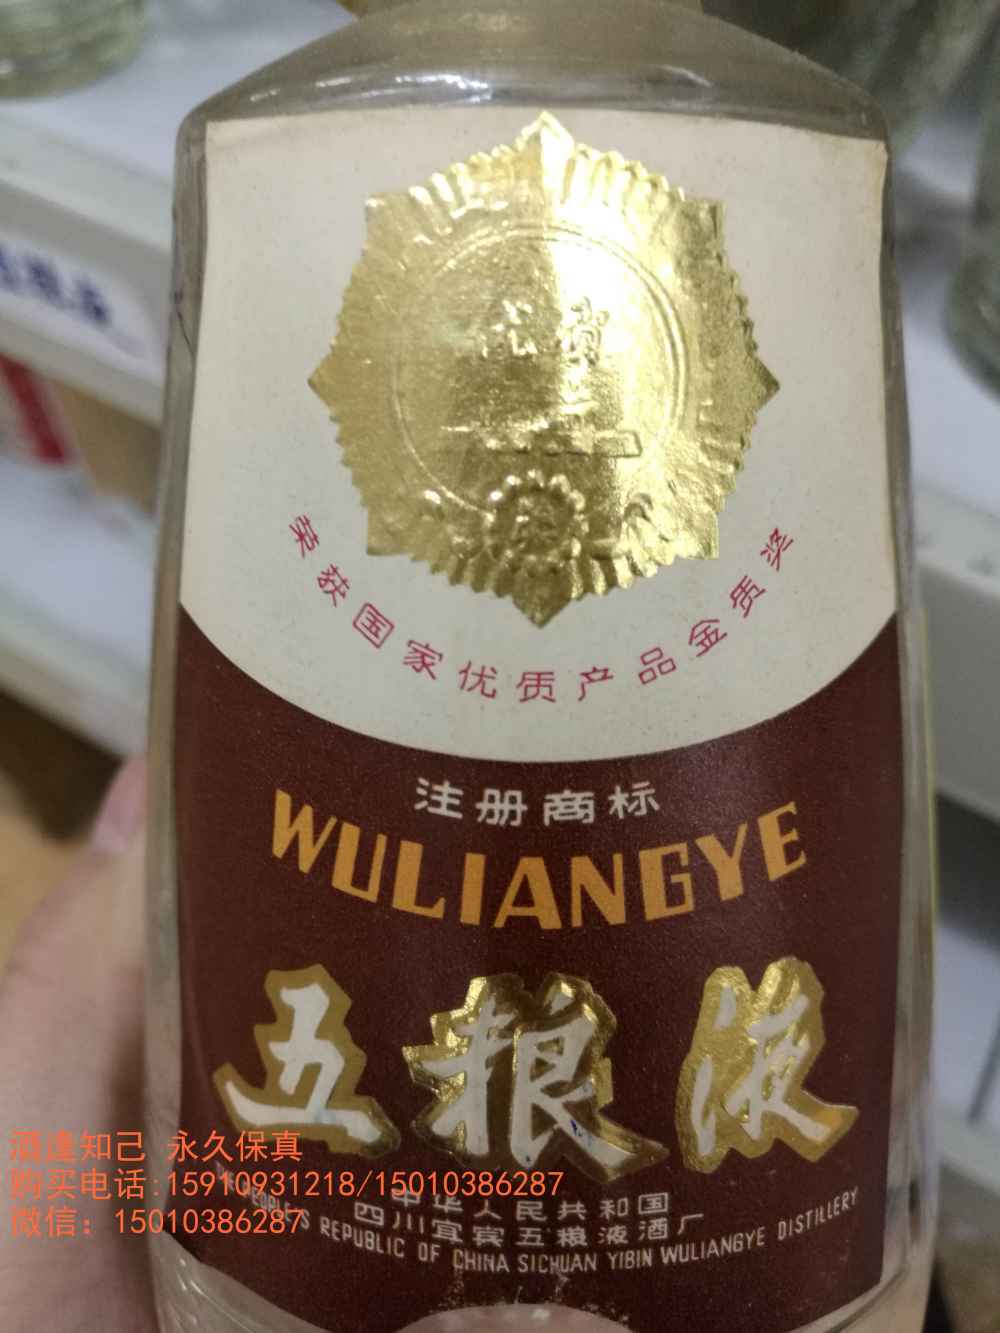 优质
荣获国家优质产品金质奖
注册商标
WULIANGYE
五粮液
中华人民共和国
四川宜宾五粮液酒厂
PEOPLE'S REPUBLIC OF CHINA SICHUAN YIBIN WULIANGYE DISTILLERY
酒逢知己 永久保真
购买电话:15910931218/15010386287
微信：15010386287